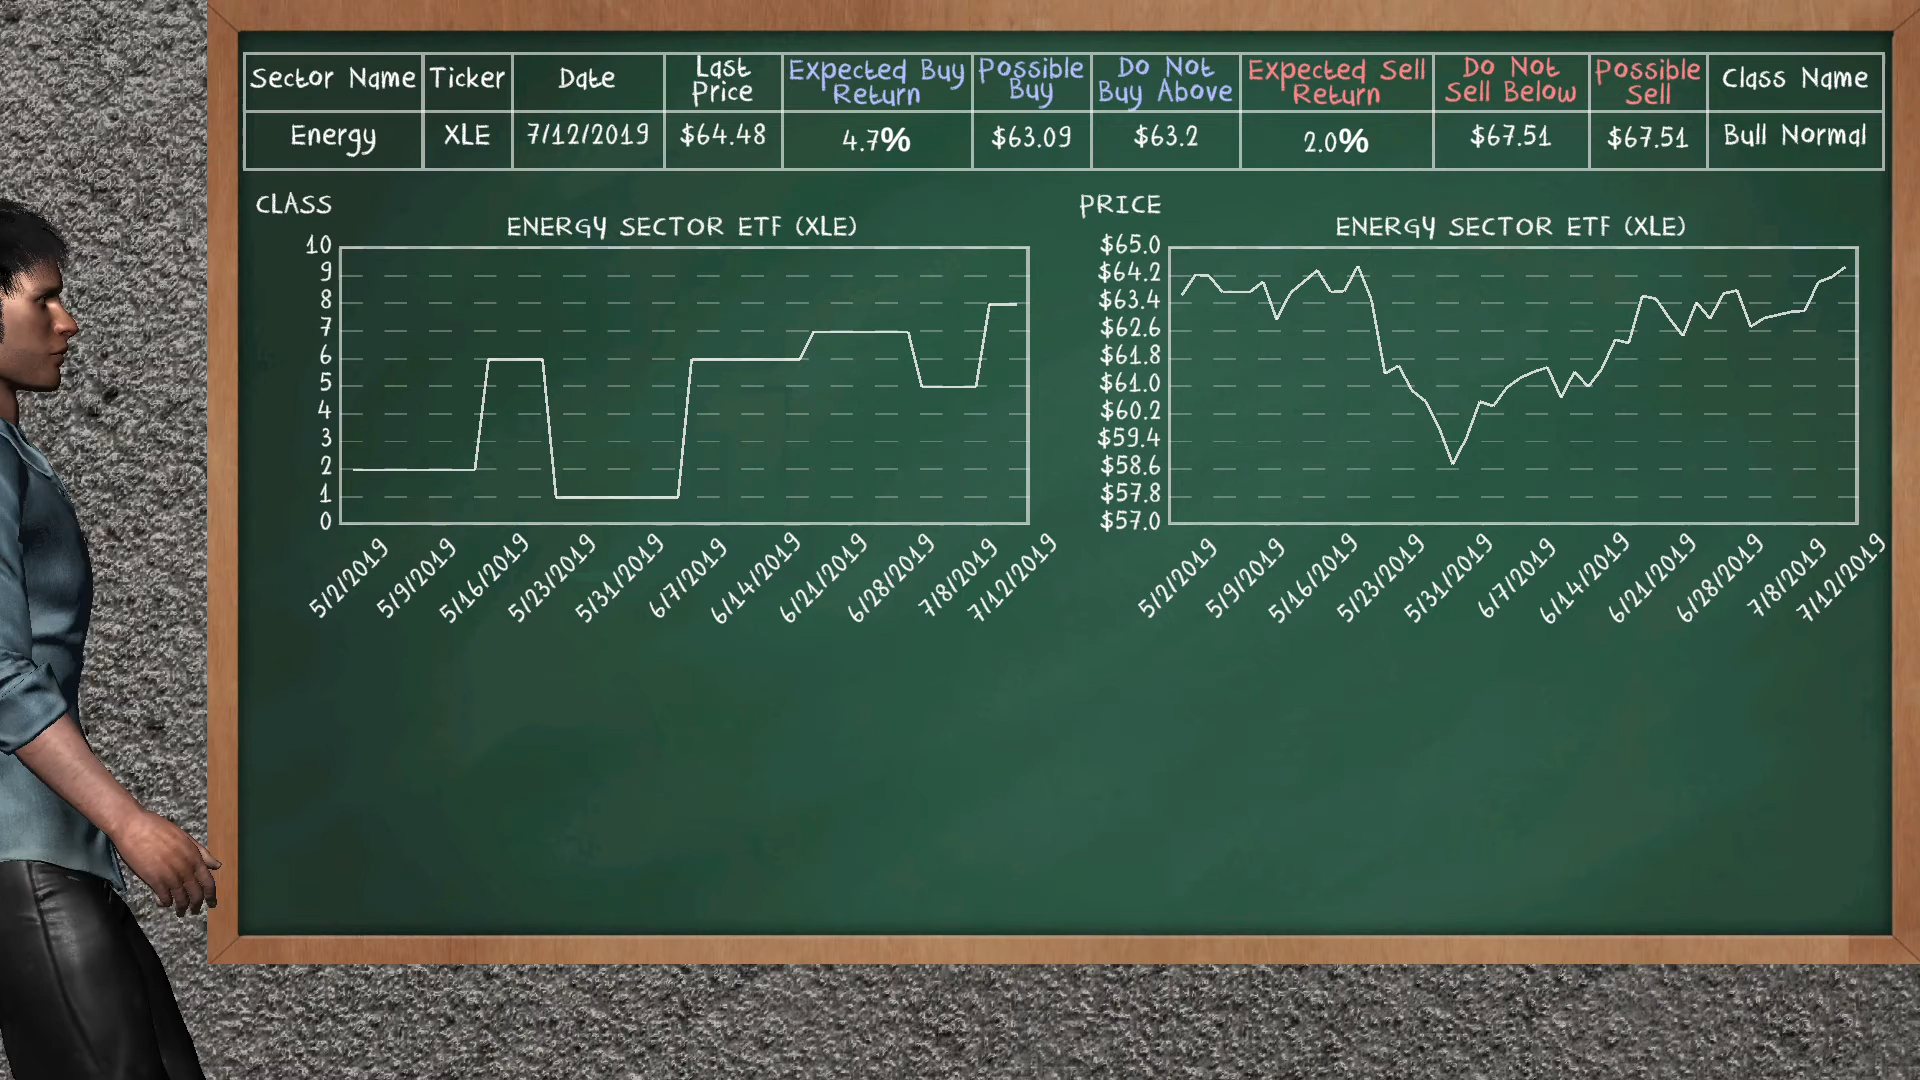 Sector Name Ticker Date Last Price Expected Buy Return Possible Buy Do Not Buy Above Expected Sell Return Do Not Sell Below Possible Sell Class Name
Energy XLE 7/12/2019 $64.48 4.7% $63.09 $63.2 2.0% $67.51 $67.51 Bull Normal
CLASS
ENERGY SECTOR ETF (XLE)
10
9
8
7
6
5
4
3
2
1
0
5/2/2019 5/9/2019 5/16/2019 5/23/2019 5/31/2019 6/7/2019 6/14/2019 6/21/2019 6/28/2019 7/8/2019 7/12/2019
PRICE
ENERGY SECTOR ETF (XLE)
$65.0
$64.2
$63.4
$62.6
$61.8
$61.0
$60.2
$59.4
$58.6
$57.8
$57.0
5/2/2019 5/9/2019 5/16/2019 5/23/2019 5/31/2019 6/7/2019 6/14/2019 6/21/2019 6/28/2019 7/8/2019 7/12/2019